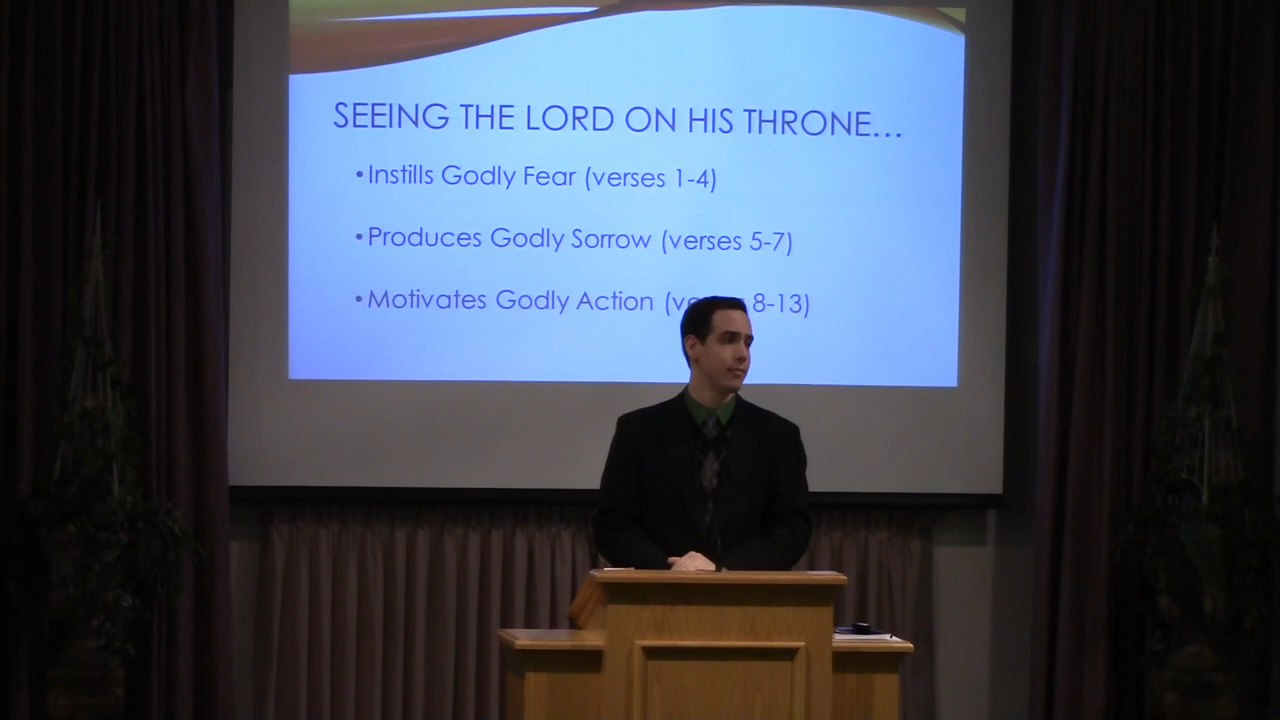 SEEING THE LORD ON HIS THRONE...
• Instills Godly Fear (verses 1-4)
• Produces Godly Sorrow (verses 5-7)
• Motivates Godly Action ( 8-13)